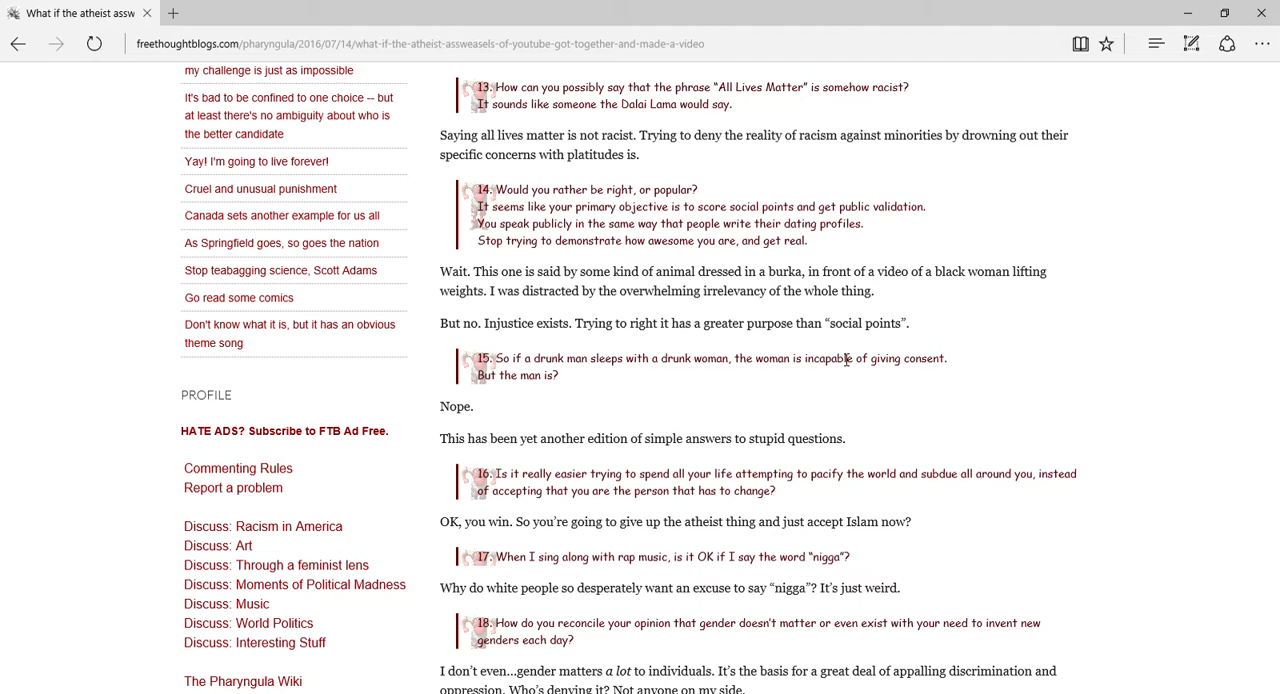 What if the atheist assw
freethoughtblogs.com/pharyngula/2016/07/14/what-if-the-atheist-assweasels-of-youtube-got-together-and-made-a-video
my challenge is just as impossible
It's bad to be confined to one choice -- but
at least there's no ambiguity about who is
the better candidate
Yay! I'm going to live forever!
Cruel and unusual punishment
Canada sets another example for us all
As Springfield goes, so goes the nation
Stop teabagging science, Scott Adams
Go read some comics
Don't know what it is, but it has an obvious
theme song
PROFILE
HATE ADS? Subscribe to FTB Ad Free.
Commenting Rules
Report a problem
Discuss: Racism in America
Discuss: Art
Discuss: Through a feminist lens
Discuss: Moments of Political Madness
Discuss: Music
Discuss: World Politics
Discuss: Interesting Stuff
The Pharyngula Wiki
13. How can you possibly say that the phrase “All Lives Matter” is somehow racist?
It sounds like someone the Dalai Lama would say.
Saying all lives matter is not racist. Trying to deny the reality of racism against minorities by drowning out their
specific concerns with platitudes is.
14. Would you rather be right, or popular?
It seems like your primary objective is to score social points and get public validation.
You speak publicly in the same way that people write their dating profiles.
Stop trying to demonstrate how awesome you are, and get real.
Wait. This one is said by some kind of animal dressed in a burka, in front of a video of a black woman lifting
weights. I was distracted by the overwhelming irrelevancy of the whole thing.
But no. Injustice exists. Trying to right it has a greater purpose than “social points”.
15. So if a drunk man sleeps with a drunk woman, the woman is incapable of giving consent.
But the man is?
Nope.
This has been yet another edition of simple answers to stupid questions.
16. Is it really easier trying to spend all your life attempting to pacify the world and subdue all around you, instead
of accepting that you are the person that has to change?
OK, you win. So you’re going to give up the atheist thing and just accept Islam now?
17. When I sing along with rap music, is it OK if I say the word “nigga”?
Why do white people so desperately want an excuse to say “nigga”? It’s just weird.
18. How do you reconcile your opinion that gender doesn’t matter or even exist with your need to invent new
genders each day?
I don’t even…gender matters a lot to individuals. It’s the basis for a great deal of appalling discrimination and
oppression. Who’s denying it? Not anyone on my side.